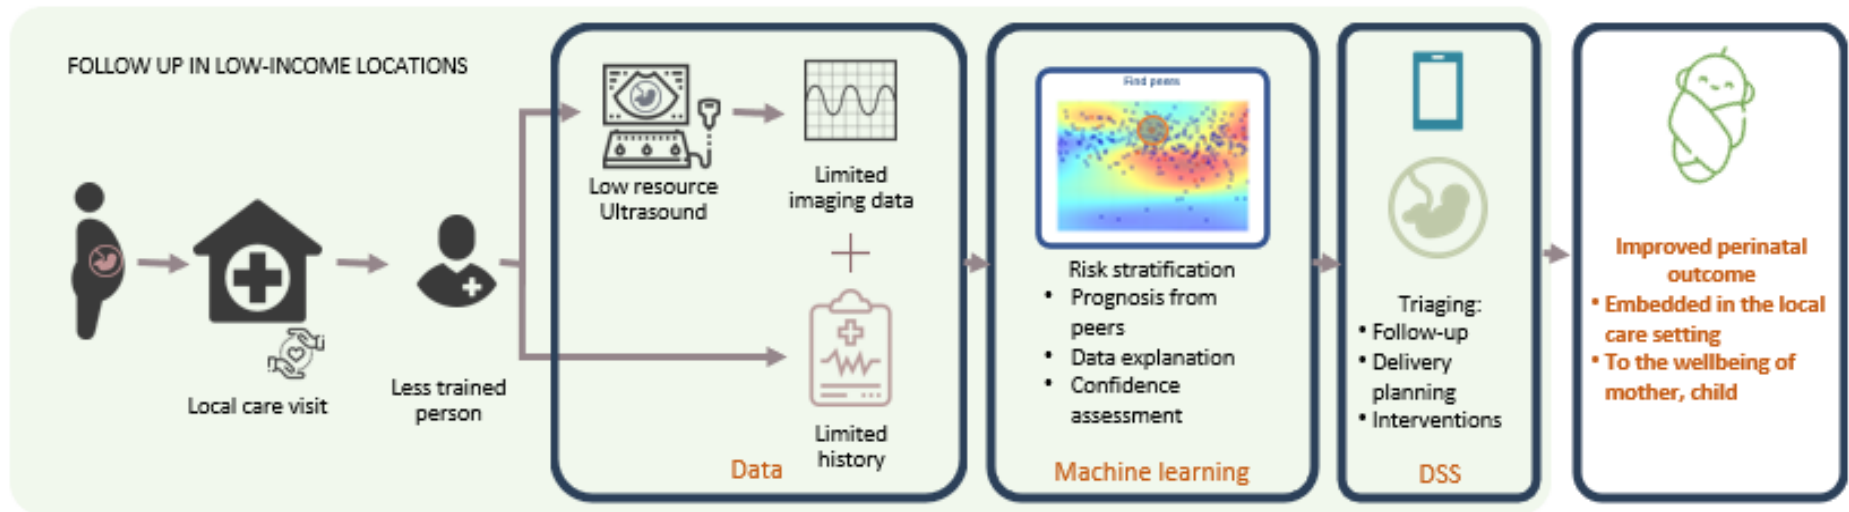 FOLLOW UP IN LOW-INCOME LOCATIONS
Local care visit
Less trained
person
Low resource
Ultrasound
Limited
imaging data
Limited
history
Data
Find peers
Risk stratification
• Prognosis from
peers
• Data explanation
• Confidence
assessment
Machine learning
Triaging:
• Follow-up
• Delivery
planning
• Interventions
DSS
Improved perinatal
outcome
• Embedded in the local
care setting
• To the wellbeing of
mother, child